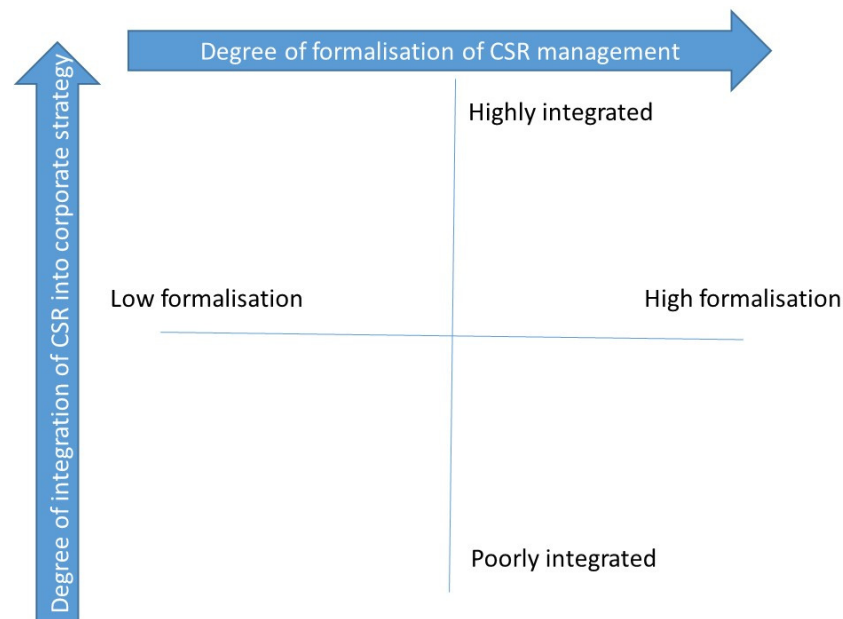 Degree of formalisation of CSR management
Degree of integration of CSR into corporate strategy
Highly integrated
Low formalisation
High formalisation
Poorly integrated